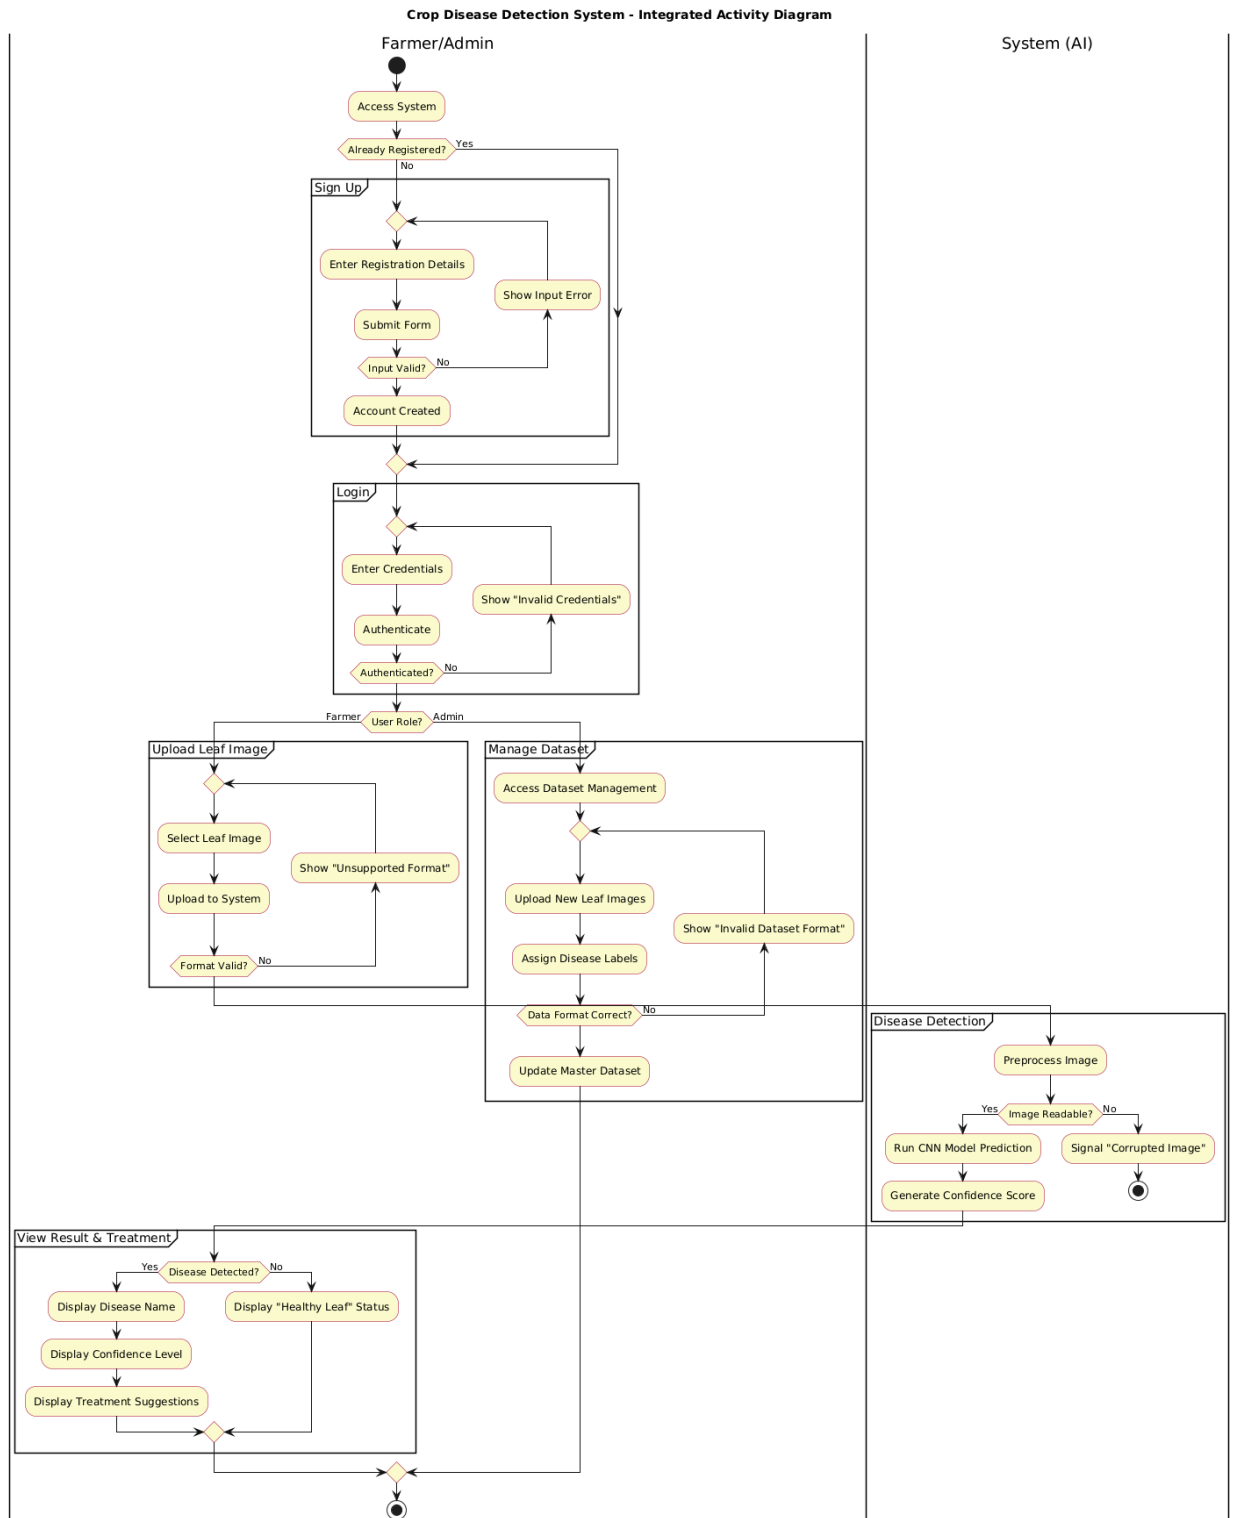 Crop Disease Detection System - Integrated Activity Diagram
Farmer/Admin
System (AI)
Access System
Already Registered?
Yes
No
Sign Up
Enter Registration Details
Show Input Error
Submit Form
Input Valid?
No
Account Created
Login
Enter Credentials
Show "Invalid Credentials"
Authenticate
Authenticated?
No
Farmer
User Role?
Admin
Upload Leaf Image
Select Leaf Image
Show "Unsupported Format"
Upload to System
Format Valid?
No
Manage Dataset
Access Dataset Management
Upload New Leaf Images
Show "Invalid Dataset Format"
Assign Disease Labels
Data Format Correct?
No
Update Master Dataset
Disease Detection
Preprocess Image
Yes
Image Readable?
No
Run CNN Model Prediction
Signal "Corrupted Image"
Generate Confidence Score
View Result & Treatment
Yes
Disease Detected?
No
Display Disease Name
Display "Healthy Leaf" Status
Display Confidence Level
Display Treatment Suggestions